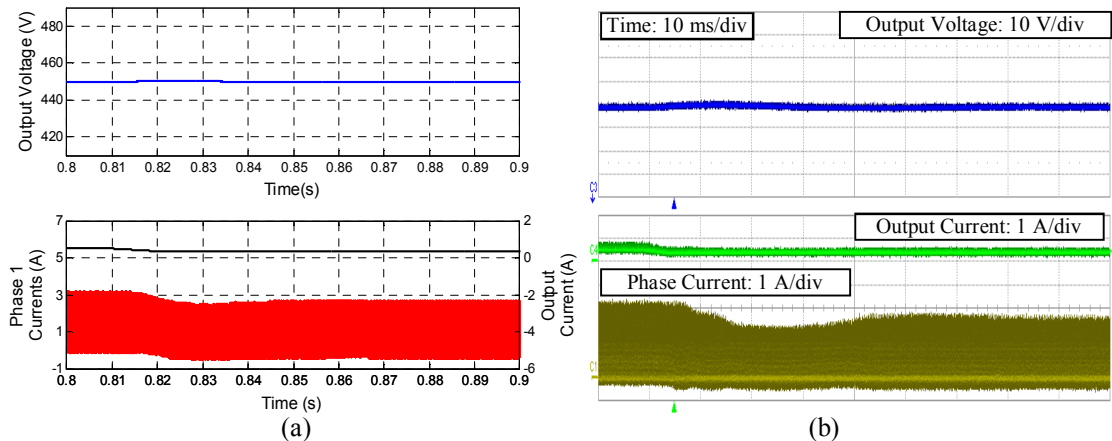 Output Voltage (V)
480
460
440
420
0.8 0.81 0.82 0.83 0.84 0.85 0.86 0.87 0.88 0.89 0.9
Time(s)
Phase 1
Currents (A)
7
5
3
1
-1
2
0
-2
-4
-6
Output
Current (A)
0.8 0.81 0.82 0.83 0.84 0.85 0.86 0.87 0.88 0.89 0.9
Time (s)
(a)
Time: 10 ms/div
Output Voltage: 10 V/div
C3
Output Current: 1 A/div
C4
Phase Current: 1 A/div
C1
(b)